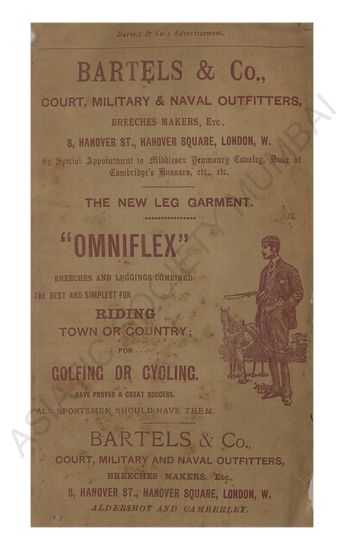 Bartels & Co.'s Advertisement.
BARTELS & Co.,
COURT, MILITARY & NAVAL OUTFITTERS,
BREECHES MAKERS, Etc.,
8, HANOVER ST., HANOVER SQUARE, LONDON, W.
By Special Appointment to Middlesex Yeomanry Cavalry, Duke of
Cambridge's Hussars, etc., etc.
THE NEW LEG GARMENT.
"OMNIFLEX"
BREECHES AND LEGGINGS COMBINED.
THE BEST AND SIMPLEST FOR
RIDING
TOWN OR COUNTRY;
FOR
GOLFING OR CYCLING.
HAVE PROVED A GREAT SUCCESS.
ALL SPORTSMEN SHOULD HAVE THEM.
BARTELS & Co.,
COURT, MILITARY AND NAVAL OUTFITTERS,
BREECHES MAKERS, Etc.,
8, HANOVER ST., HANOVER SQUARE, LONDON, W.
ALDERSHOT AND CAMBERLEY.
ASIATIC SOCIETY MUMBAI